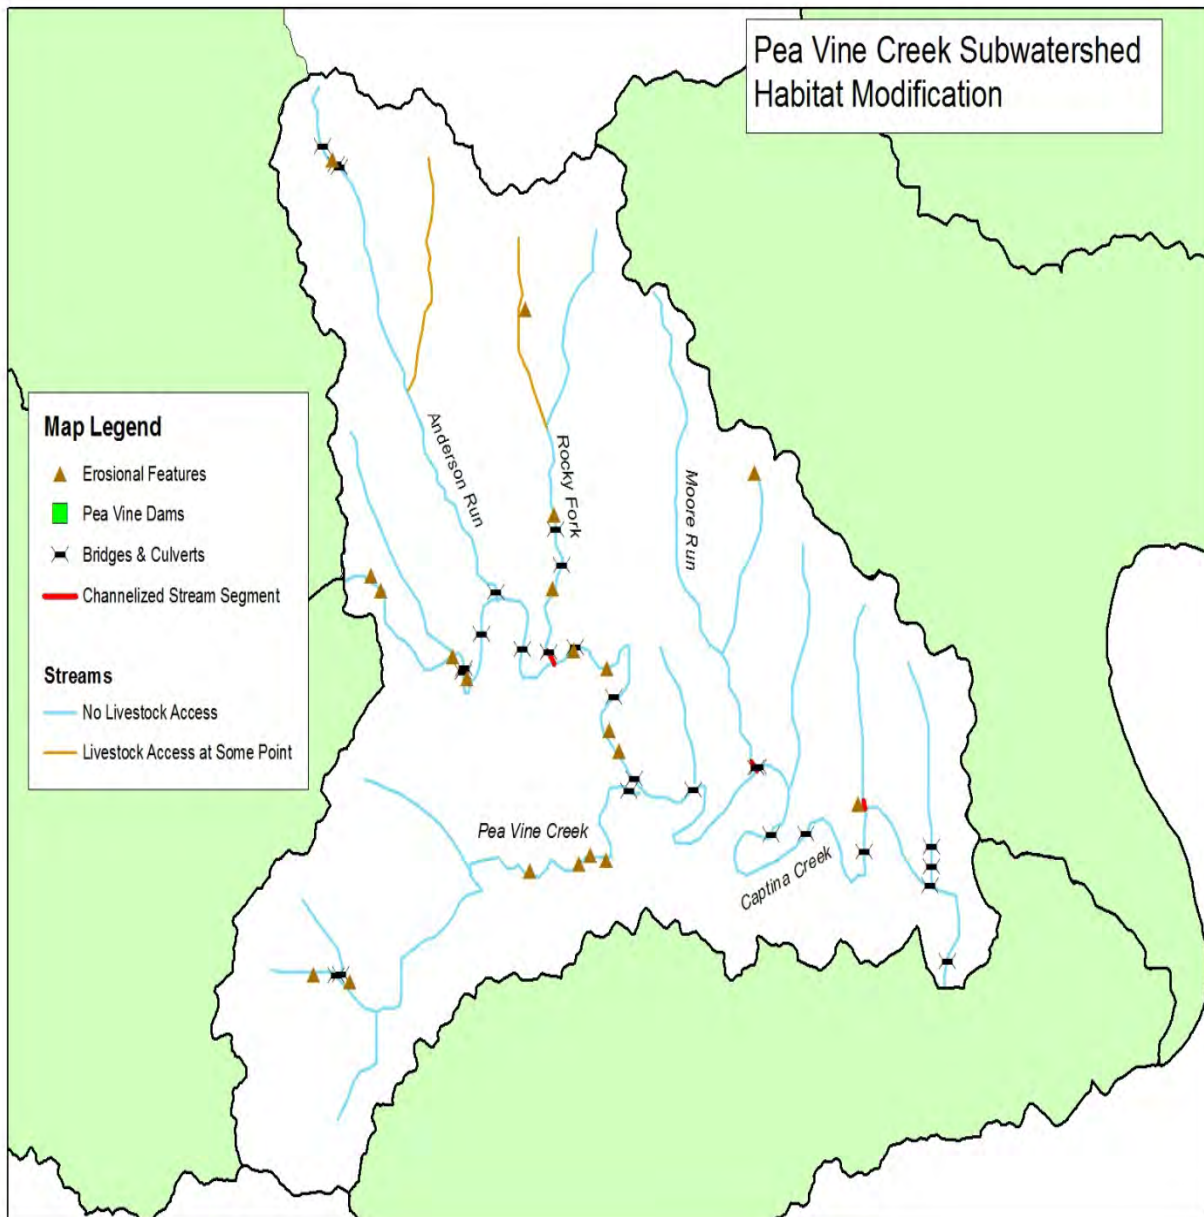 Pea Vine Creek Subwatershed
Habitat Modification
Map Legend
Erosional Features
Pea Vine Dams
Bridges & Culverts
Channelized Stream Segment
Streams
No Livestock Access
Livestock Access at Some Point
Anderson Run
Rocky Fork
Moore Run
Pea Vine Creek
Captina Creek